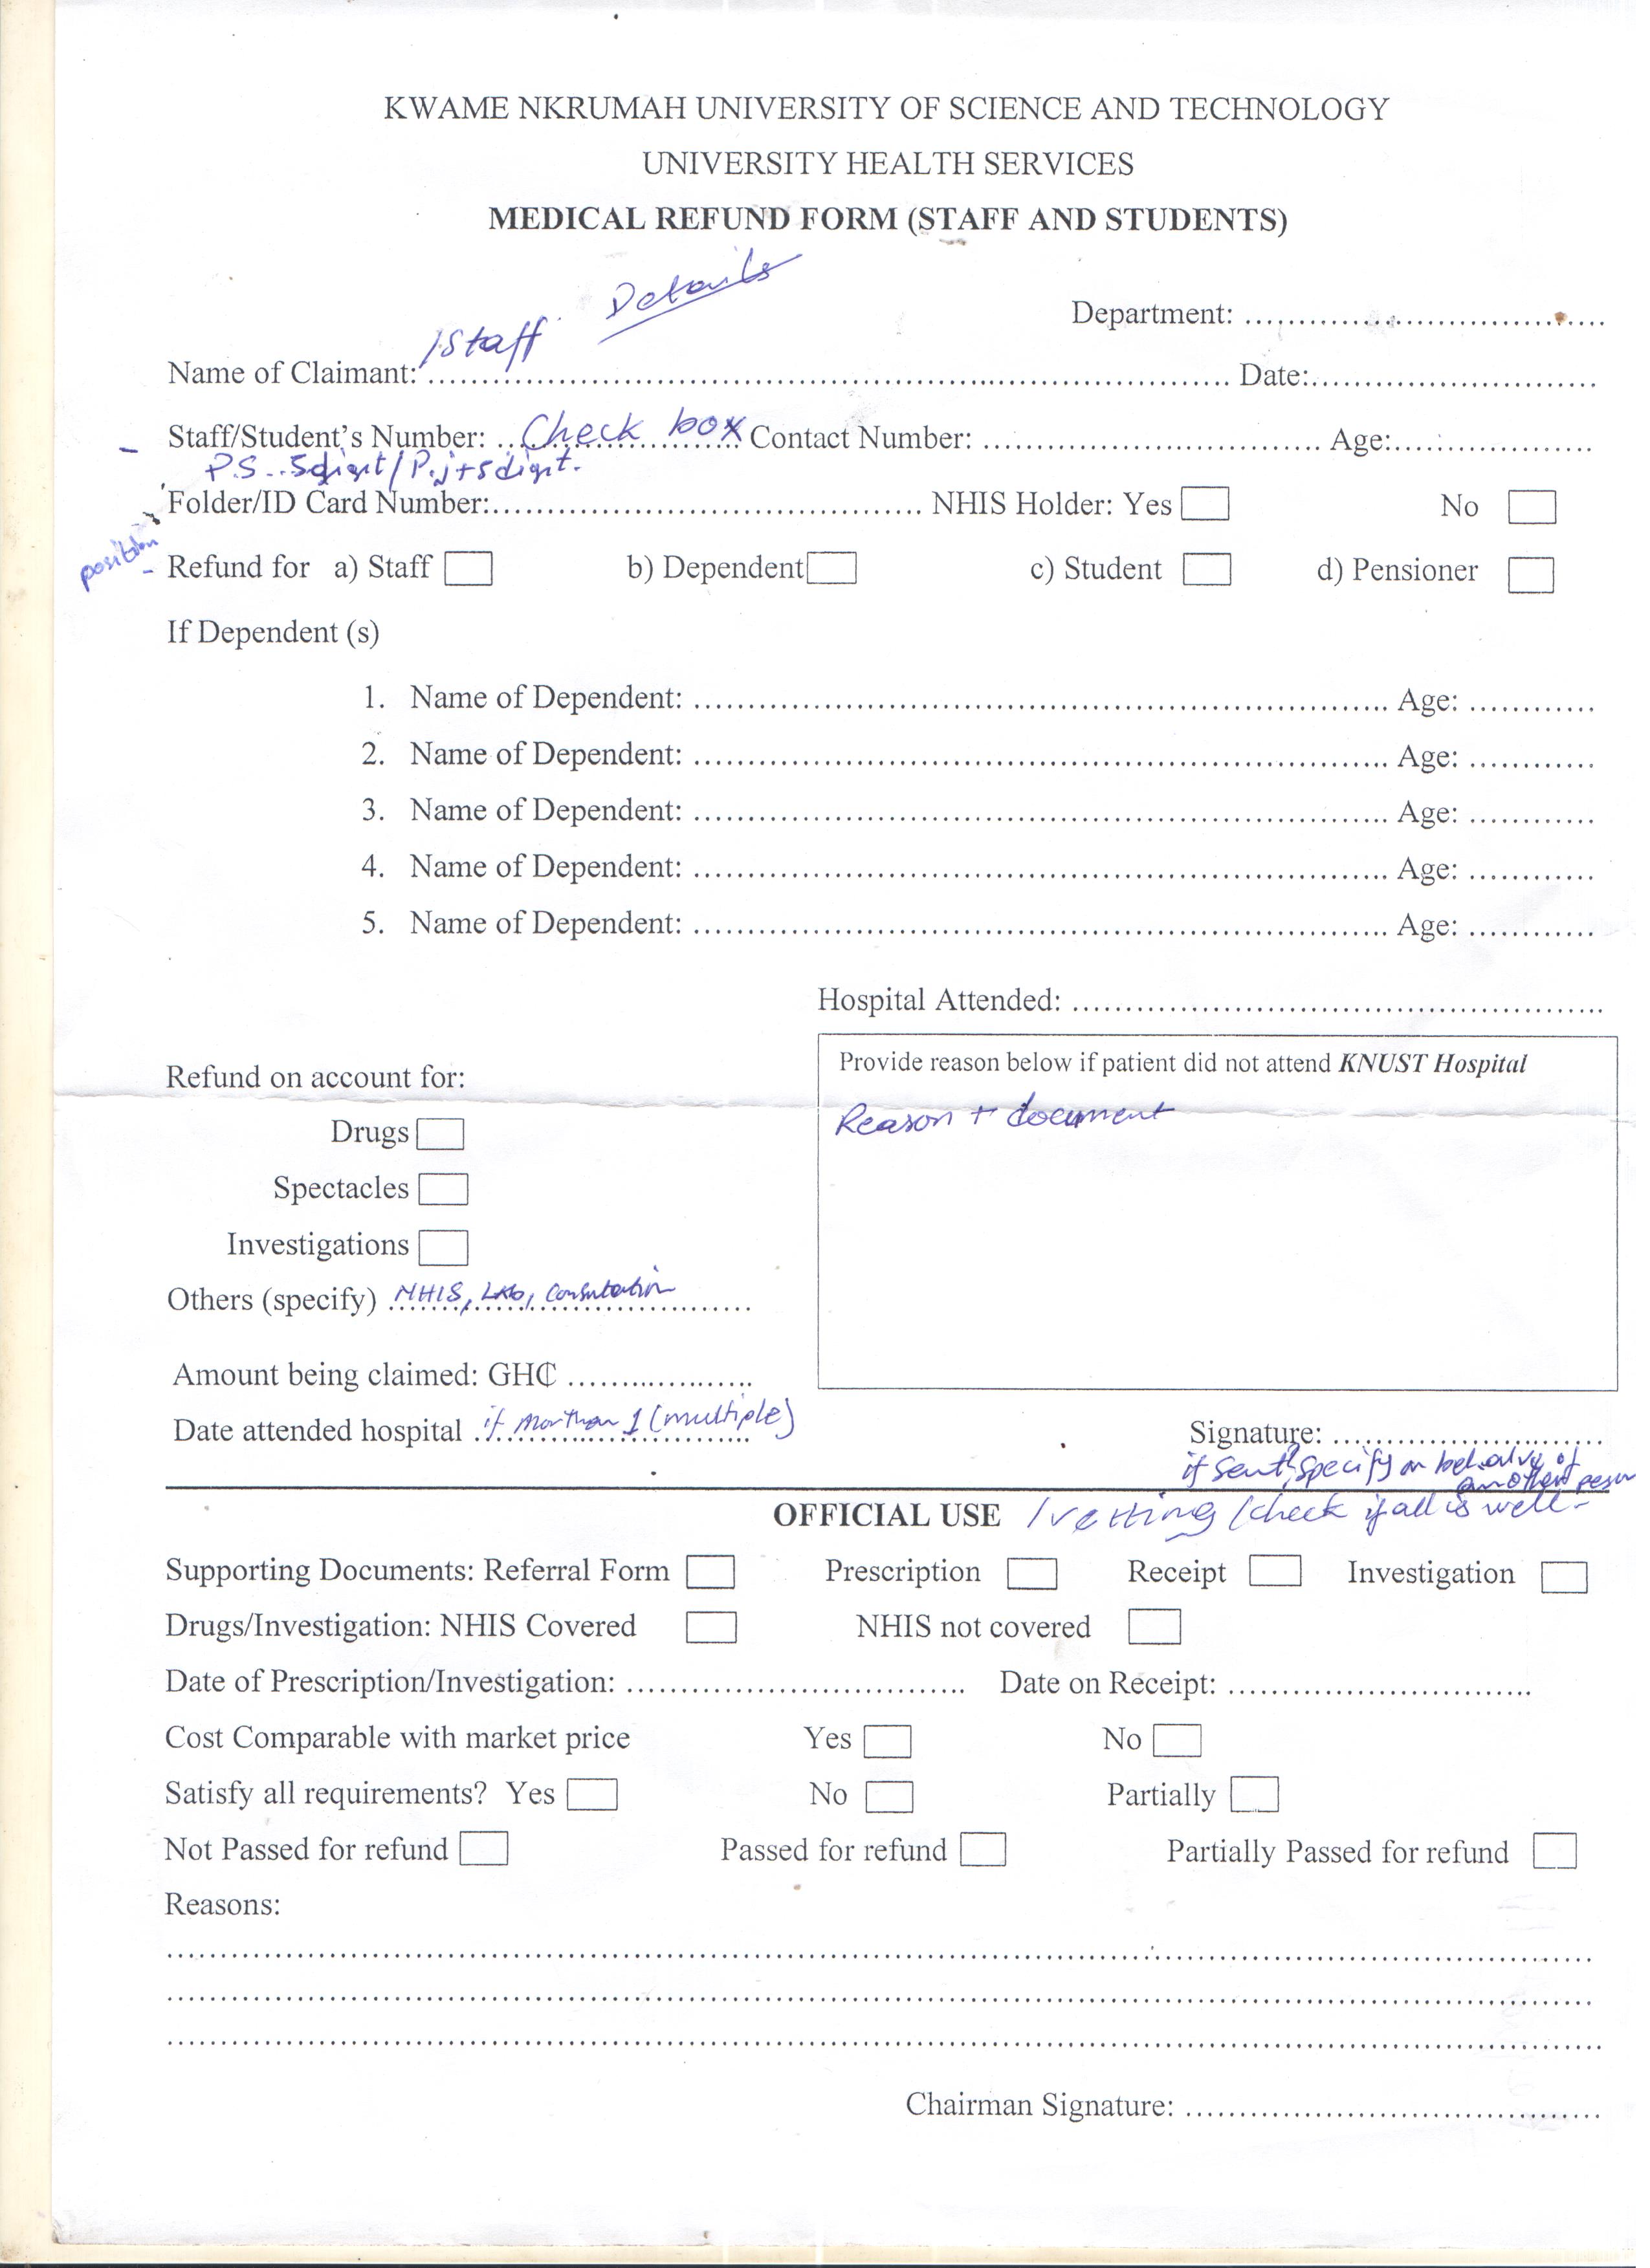 KWAME NKRUMAH UNIVERSITY OF SCIENCE AND TECHNOLOGY
UNIVERSITY HEALTH SERVICES
MEDICAL REFUND FORM (STAFF AND STUDENTS)
Details
Department: ........................................
/Staff
Name of Claimant: ........................................ Date: ..............................
Staff/Student's Number: ... Check box ... Contact Number: ........................................ Age: ....................
P.S.. 5digit / P.j+5digit.
Folder/ID Card Number: ........................................ NHIS Holder: Yes No
position
- Refund for a) Staff b) Dependent c) Student d) Pensioner
If Dependent (s)
1. Name of Dependent: ........................................ Age: ............
2. Name of Dependent: ........................................ Age: ............
3. Name of Dependent: ........................................ Age: ............
4. Name of Dependent: ........................................ Age: ............
5. Name of Dependent: ........................................ Age: ............
Hospital Attended: ........................................
Provide reason below if patient did not attend KNUST Hospital
Reason + document
Refund on account for:
Drugs
Spectacles
Investigations
Others (specify) NHIS, Lab, Consultation
Amount being claimed: GH₵ ....................
Date attended hospital if mor than 1 (multiple)
Signature: ..............................
if sent, specify on behalve of
another person
OFFICIAL USE / vetting / check if all is well -
Supporting Documents: Referral Form Prescription Receipt Investigation
Drugs/Investigation: NHIS Covered NHIS not covered
Date of Prescription/Investigation: .............................. Date on Receipt: ..............................
Cost Comparable with market price Yes No
Satisfy all requirements? Yes No Partially
Not Passed for refund Passed for refund Partially Passed for refund
Reasons:
........................................
........................................
........................................
Chairman Signature: ........................................